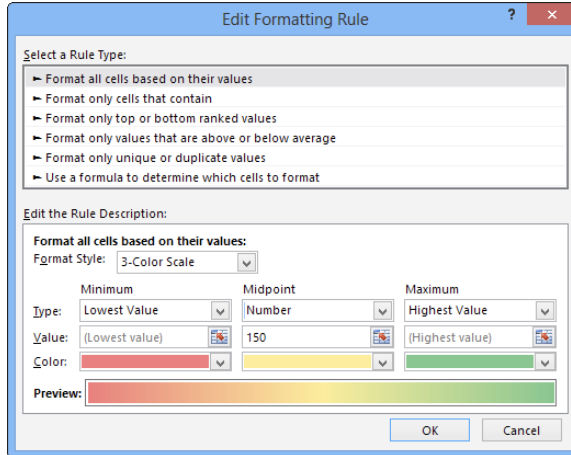 Edit Formatting Rule ?
Select a Rule Type:
► Format all cells based on their values
► Format only cells that contain
► Format only top or bottom ranked values
► Format only values that are above or below average
► Format only unique or duplicate values
► Use a formula to determine which cells to format
Edit the Rule Description:
Format all cells based on their values:
Format Style: 3-Color Scale
Minimum Midpoint Maximum
Type: Lowest Value Number Highest Value
Value: (Lowest value) 150 (Highest value)
Color:
Preview:
OK Cancel